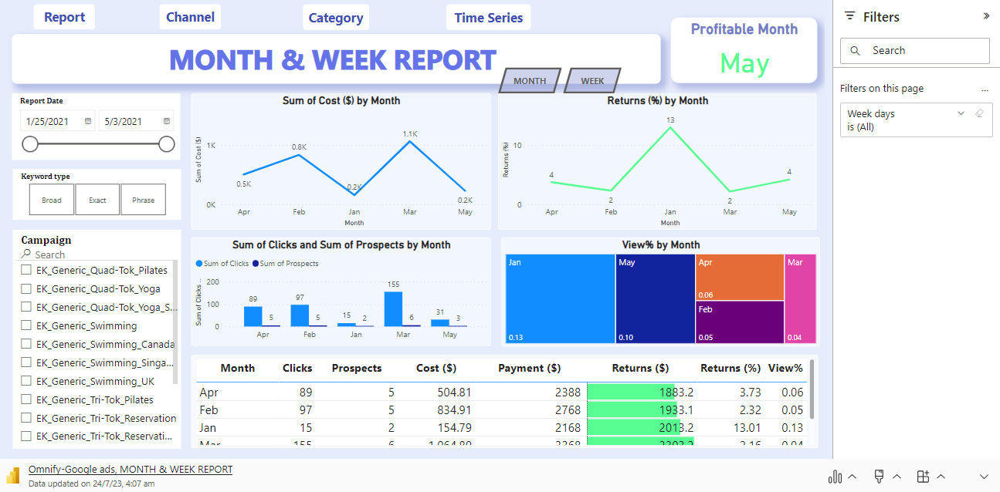 Report
Channel
Category
Time Series
MONTH & WEEK REPORT
Profitable Month
May
MONTH
WEEK
Report Date
1/25/2021
5/3/2021
Keyword type
Broad
Exact
Phrase
Campaign
Search
EK_Generic_Quad-Tok_Pilates
EK_Generic_Quad-Tok_Yoga
EK_Generic_Quad-Tok_Yoga_S...
EK_Generic_Swimming
EK_Generic_Swimming_Canada
EK_Generic_Swimming_Singa...
EK_Generic_Swimming_UK
EK_Generic_Tri-Tok_Pilates
EK_Generic_Tri-Tok_Reservation
EK_Generic_Tri-Tok_Reservati...
Sum of Cost ($) by Month
Sum of Cost ($)
1K
0K
0.5K
0.8K
0.2K
1.1K
0.2K
Apr Feb Jan Mar May
Month
Returns (%) by Month
Returns (%)
10
0
4
2
13
2
4
Apr Feb Jan Mar May
Month
Sum of Clicks and Sum of Prospects by Month
Sum of Clicks Sum of Prospects
Sum of Clicks ...
200
100
0
89 5
97 5
15 2
155 6
31 3
Apr Feb Jan Mar May
View% by Month
Jan
0.13
May
0.10
Apr
0.06
Feb
0.05
Mar
0.04
Month Clicks Prospects Cost ($) Payment ($) Returns ($) Returns (%) View%
Apr 89 5 504.81 2388 1883.2 3.73 0.06
Feb 97 5 834.91 2768 1933.1 2.32 0.05
Jan 15 2 154.79 2168 2013.2 13.01 0.13
Mar 155 6 1,064.80 3368 2303.2 2.16 0.04
Filters
Search
Filters on this page
...
Week days
is (All)
Omnify-Google ads, MONTH & WEEK REPORT
Data updated on 24/7/23, 4:07 am